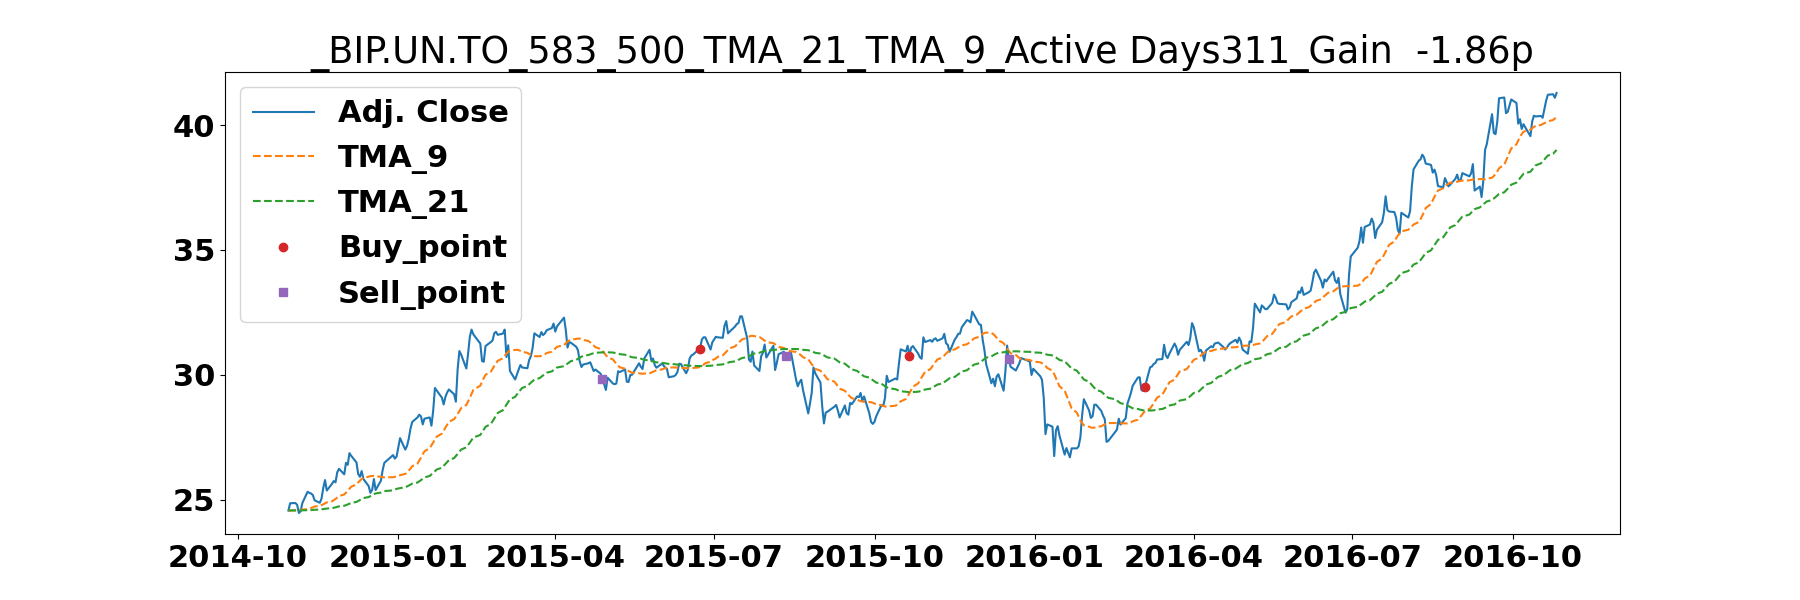 _BIP.UN.TO_583_500_TMA_21_TMA_9_Active Days311_Gain  -1.86p
Adj. Close
TMA_9
TMA_21
Buy_point
Sell_point
40
35
30
25
2014-10 2015-01 2015-04 2015-07 2015-10 2016-01 2016-04 2016-07 2016-10